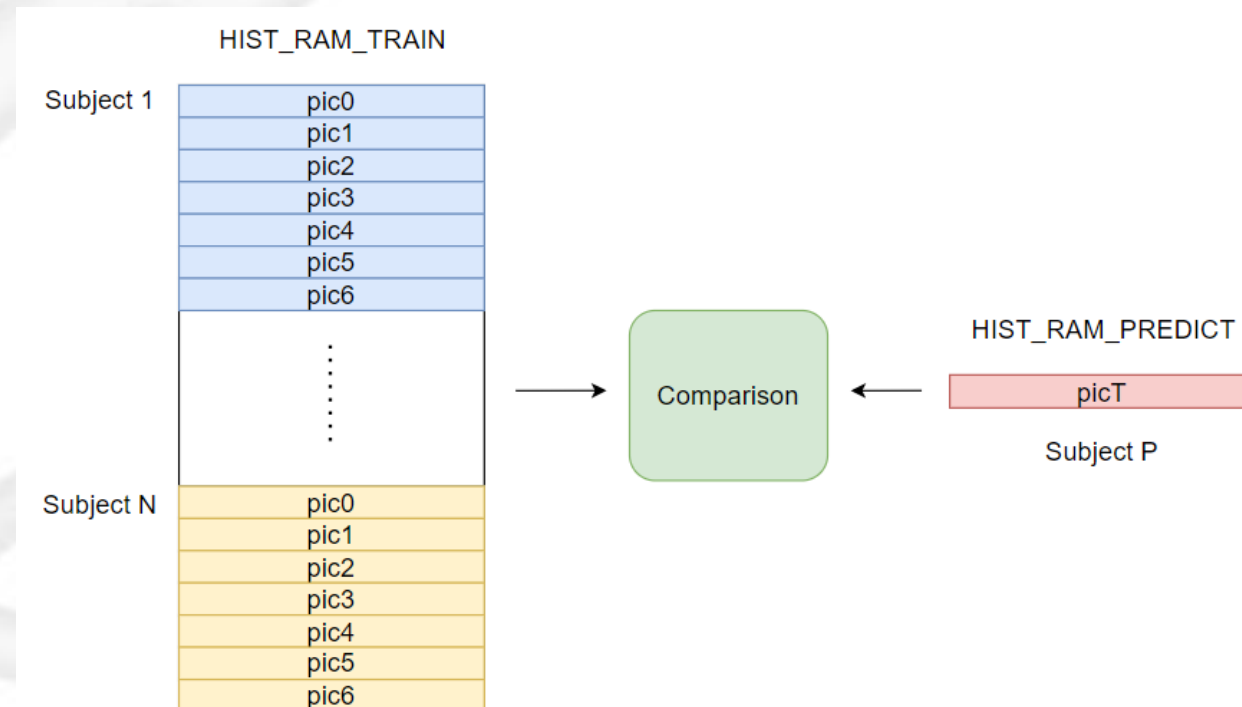 HIST_RAM_TRAIN
Subject 1
pic0
pic1
pic2
pic3
pic4
pic5
pic6
Subject N
pic0
pic1
pic2
pic3
pic4
pic5
pic6
Comparison
HIST_RAM_PREDICT
picT
Subject P